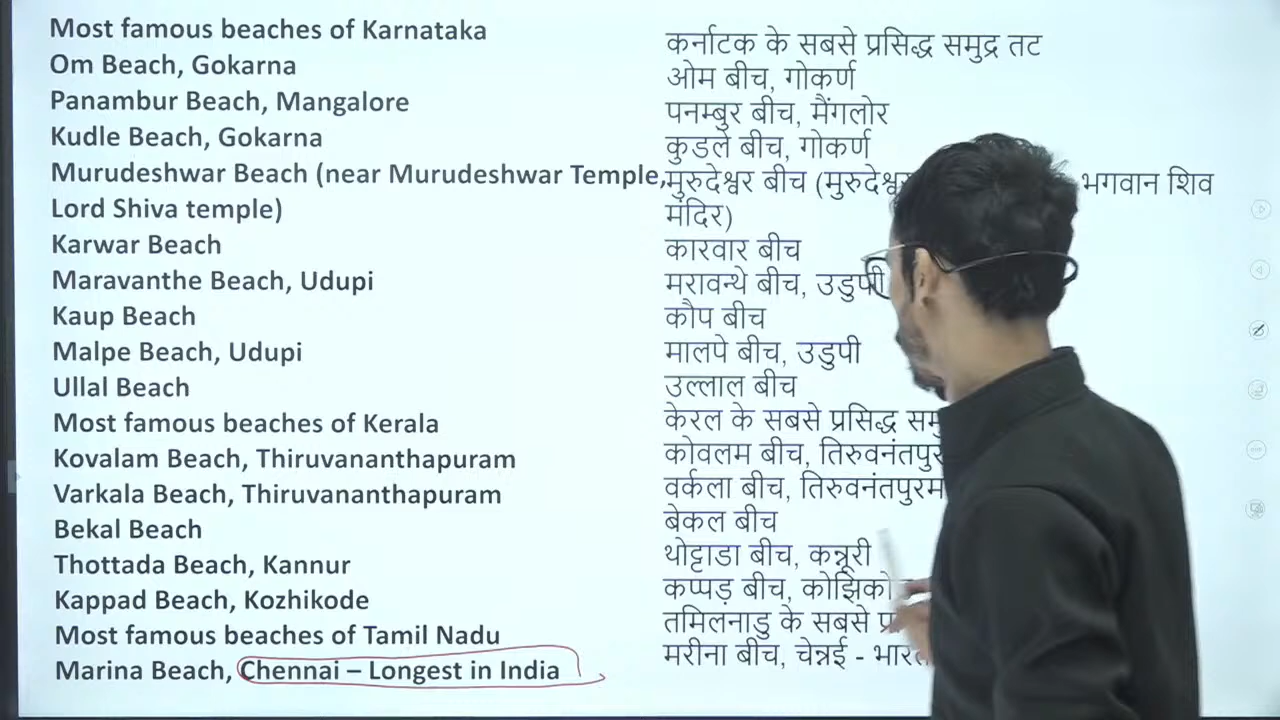 Most famous beaches of Karnataka
Om Beach, Gokarna
Panambur Beach, Mangalore
Kudle Beach, Gokarna
Murudeshwar Beach (near Murudeshwar Temple,
Lord Shiva temple)
Karwar Beach
Maravanthe Beach, Udupi
Kaup Beach
Malpe Beach, Udupi
Ullal Beach
Most famous beaches of Kerala
Kovalam Beach, Thiruvananthapuram
Varkala Beach, Thiruvananthapuram
Bekal Beach
Thottada Beach, Kannur
Kappad Beach, Kozhikode
Most famous beaches of Tamil Nadu
Marina Beach, Chennai – Longest in India
कर्नाटक के सबसे प्रसिद्ध समुद्र तट
ओम बीच, गोकर्ण
पनम्बुर बीच, मैंगलोर
कुडले बीच, गोकर्ण
मुरुदेश्वर बीच भगवान शिव
मंदिर)
कारवार बीच
मरावन्थे बीच, उडुपी
कौप बीच
मालपे बीच, उडुपी
उल्लाल बीच
केरल के सबसे प्रसिद्ध
कोवलम बीच,
वर्कला बीच, तिरुवनंतपुरम
बेकल बीच
थोट्टाडा बीच, कन्नूरी
कप्पड़ बीच,
तमिलनाडु के सबसे
मरीना बीच, चेन्नई -